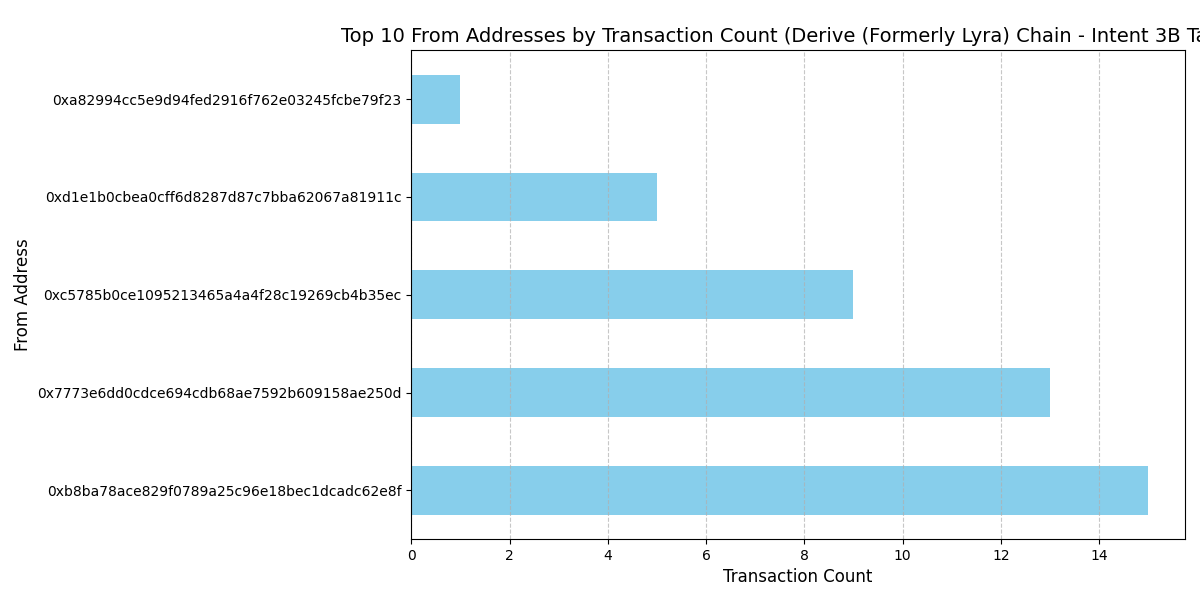 Top 10 From Addresses by Transaction Count (Derive (Formerly Lyra) Chain - Intent 3B Ta
0xa82994cc5e9d94fed2916f762e03245fcbe79f23
0xd1e1b0cbea0cff6d8287d87c7bba62067a81911c
0xc5785b0ce1095213465a4a4f28c19269cb4b35ec
0x7773e6dd0cdce694cdb68ae7592b609158ae250d
0xb8ba78ace829f0789a25c96e18bec1dcadc62e8f
From Address
0 2 4 6 8 10 12 14
Transaction Count